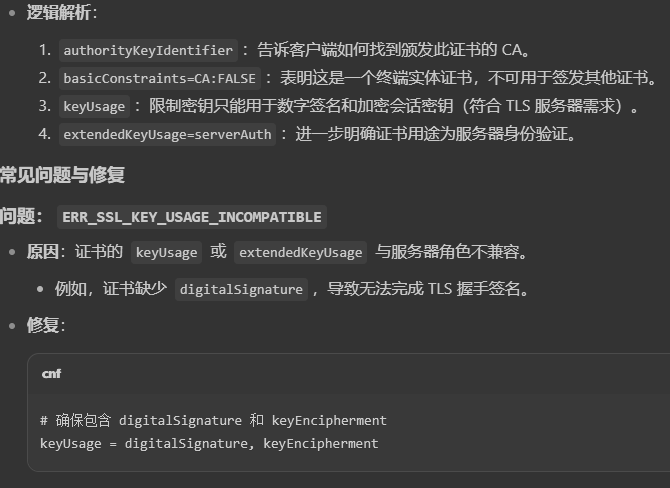 • 逻辑解析：
1. authorityKeyIdentifier ：告诉客户端如何找到颁发此证书的 CA。
2. basicConstraints=CA:FALSE ：表明这是一个终端实体证书，不可用于签发其他证书。
3. keyUsage ：限制密钥只能用于数字签名和加密会话密钥（符合 TLS 服务器需求）。
4. extendedKeyUsage=serverAuth ：进一步明确证书用途为服务器身份验证。
常见问题与修复
问题： ERR_SSL_KEY_USAGE_INCOMPATIBLE
• 原因：证书的 keyUsage 或 extendedKeyUsage 与服务器角色不兼容。
• 例如，证书缺少 digitalSignature ，导致无法完成 TLS 握手签名。
• 修复：
cnf
# 确保包含 digitalSignature 和 keyEncipherment
keyUsage = digitalSignature, keyEncipherment